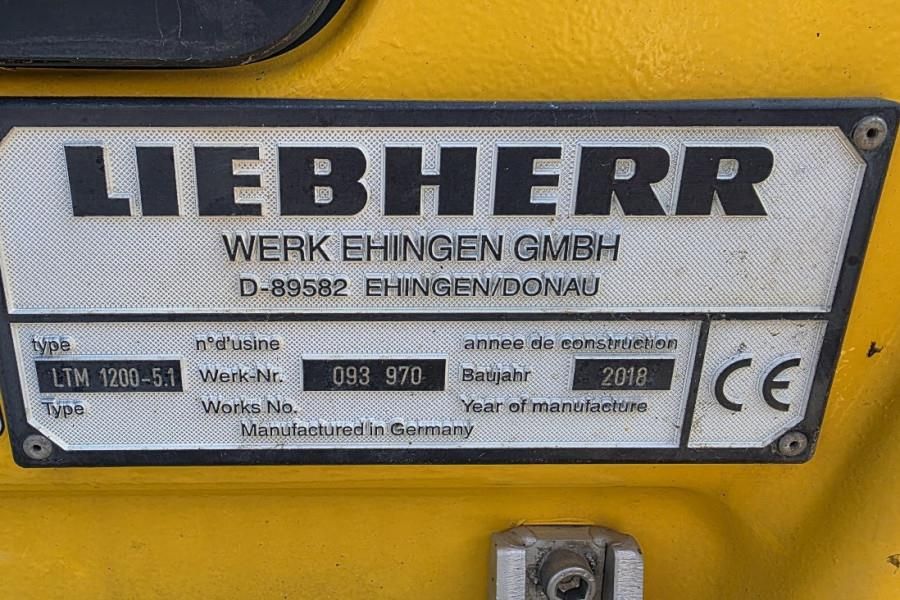 LIEBHERR
WERK EHINGEN GMBH
D-89582 EHINGEN/DONAU
type n°d'usine annee de construction
LTM 1200-5.1 Werk-Nr. 093 970 Baujahr 2018
Type Works No. Year of manufacture
Manufactured in Germany
CE